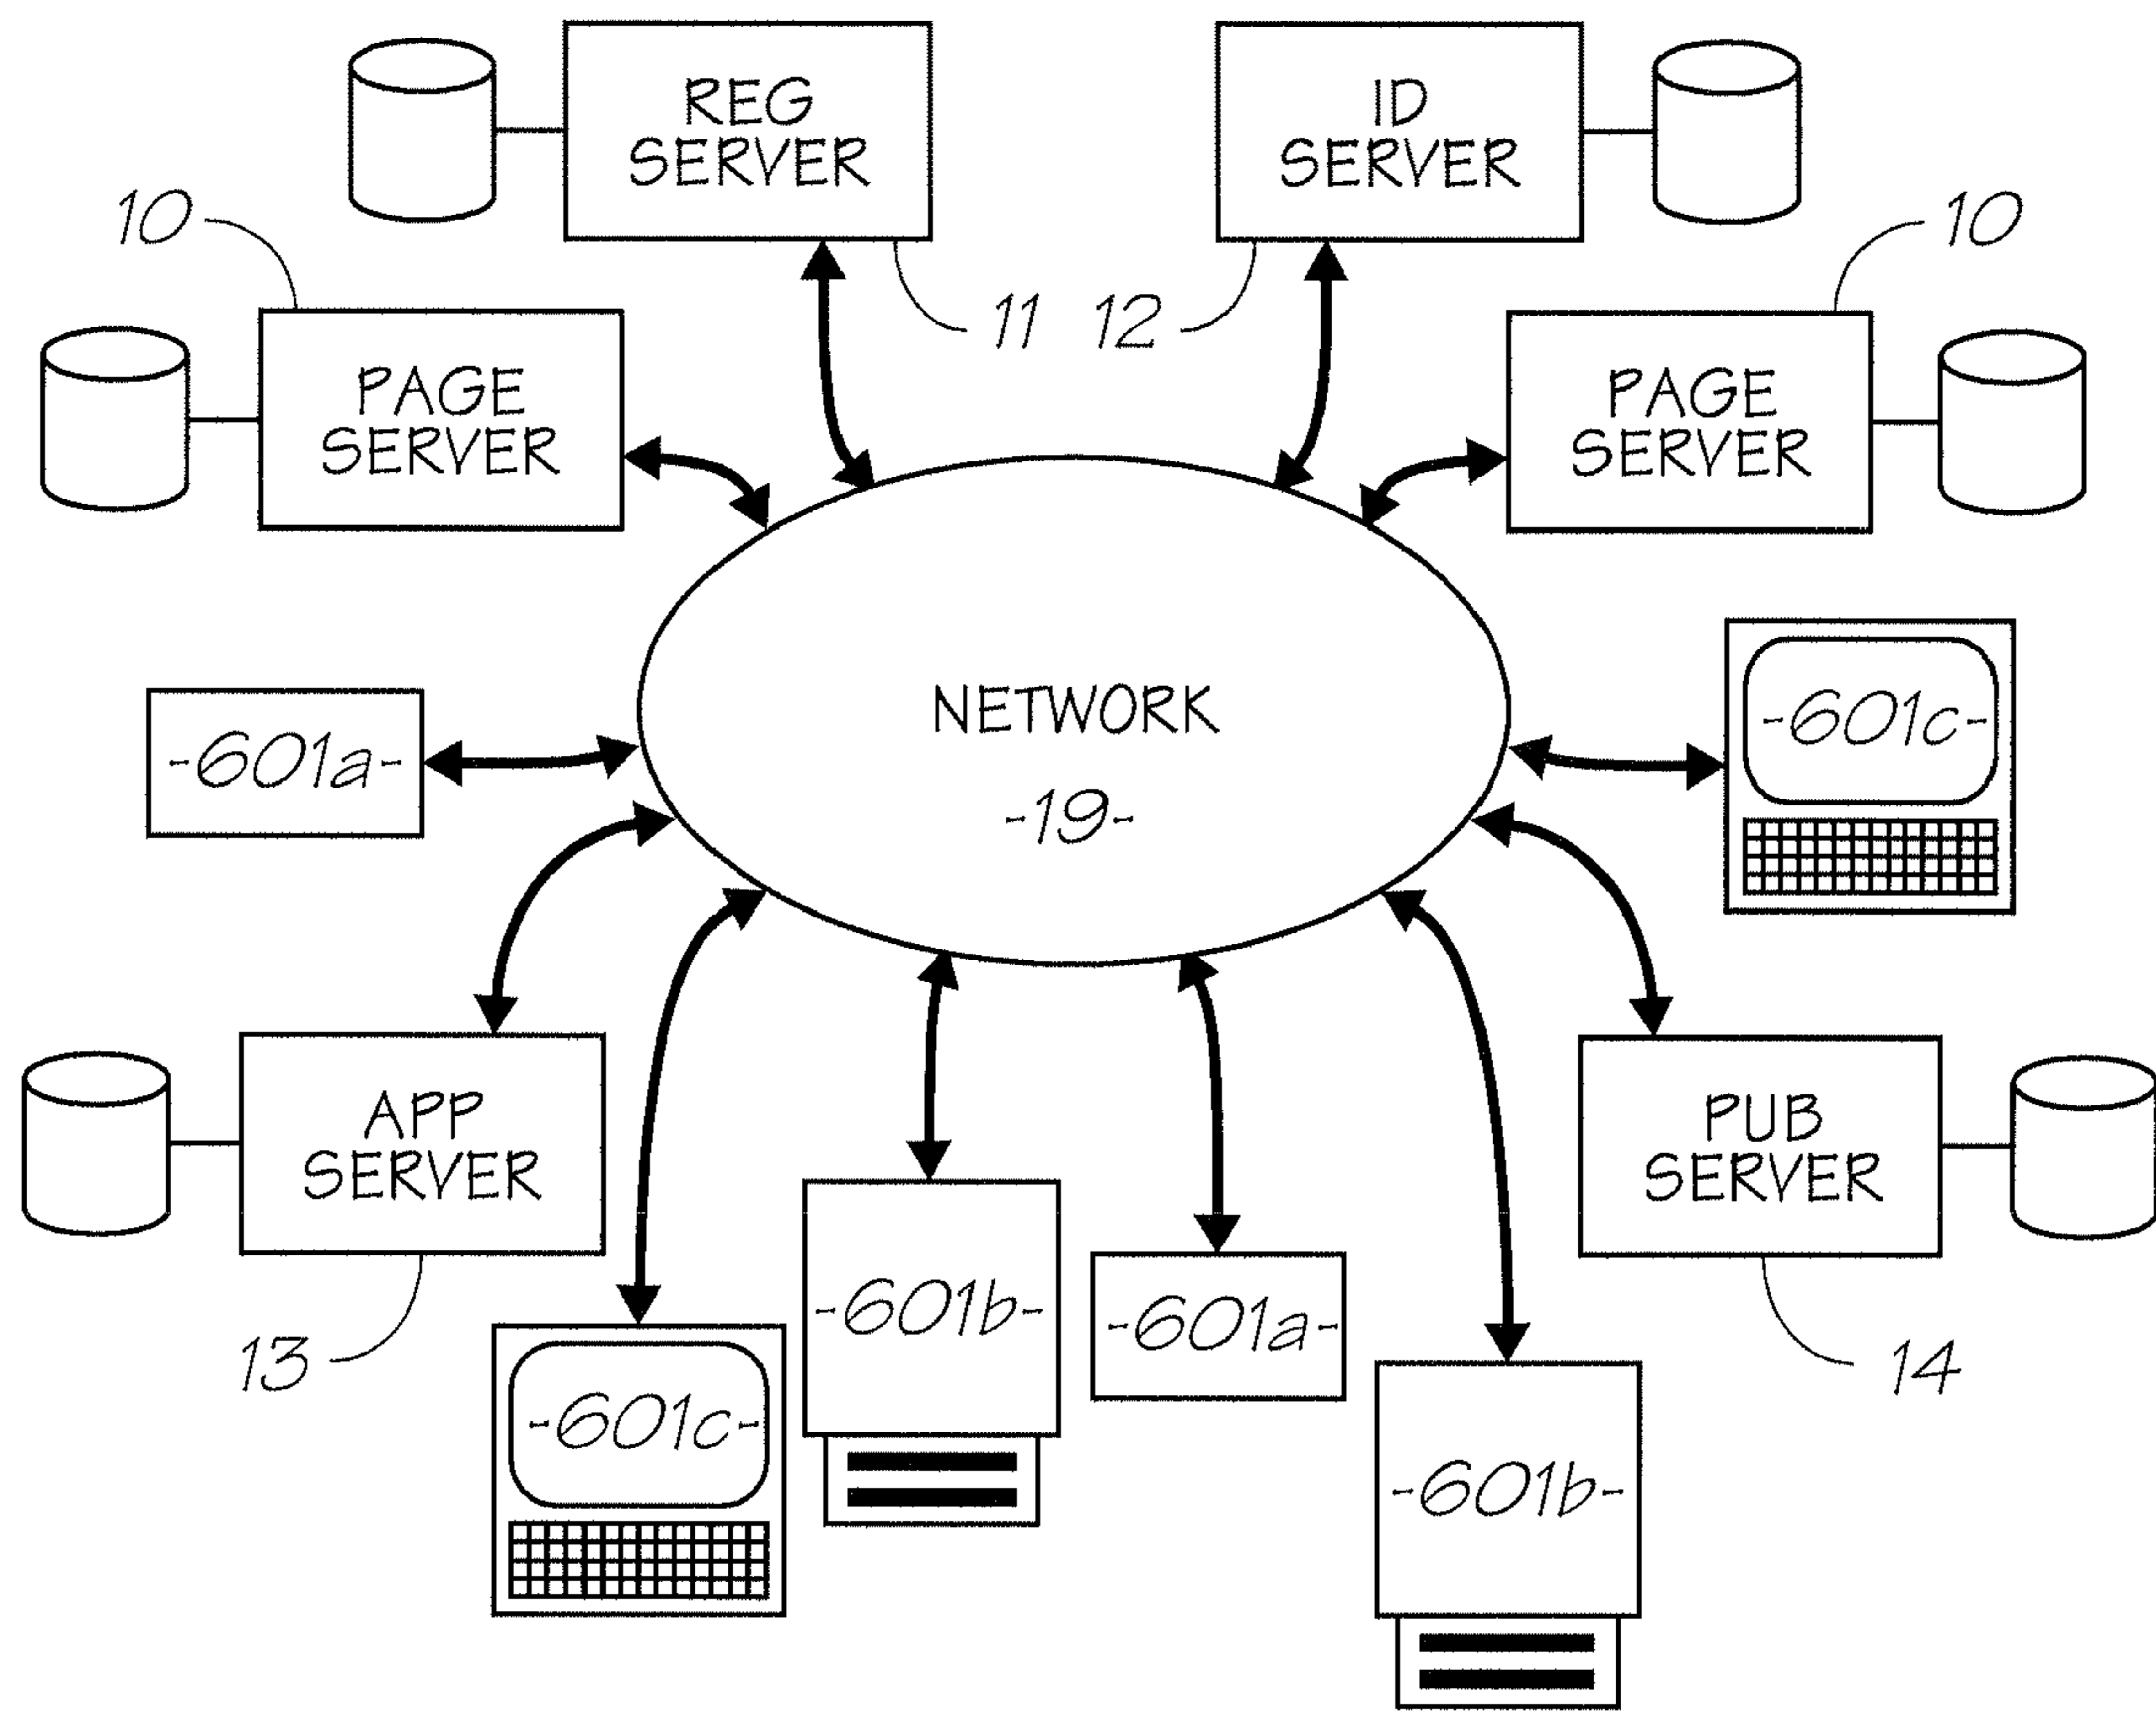 REG
SERVER
ID
SERVER
10
10
11
12
PAGE
SERVER
PAGE
SERVER
NETWORK
-19-
-601a-
-601c-
APP
SERVER
PUB
SERVER
13
14
-601b-
-601a-
-601c-
-601b-